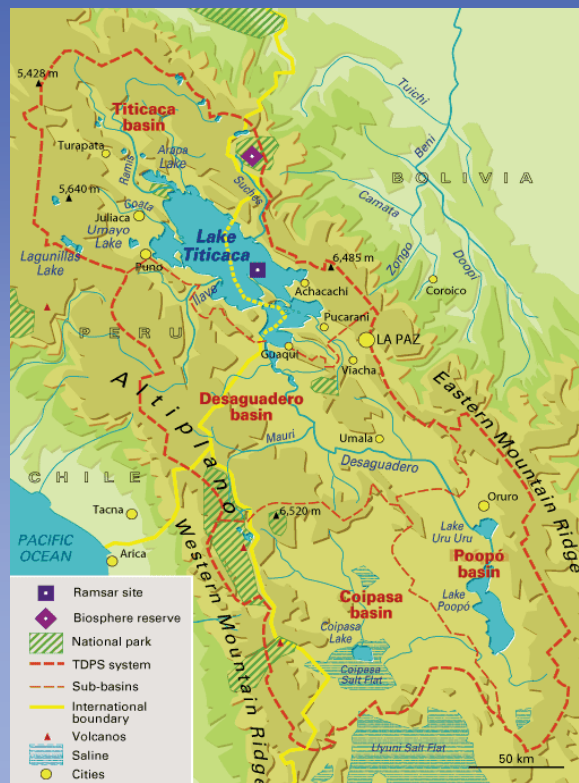 5,428 m
Titicaca
basin
Turapata
Ramis
Arapa
Lake
Suches
5,640 m
Coata
Juliaca
Umayo
Lake
Lagunillas
Lake
Puno
Lake
Titicaca
Ilave
6,485 m
Achacachi
Pucarani
LA PAZ
Guaqui
Viacha
Tuichi
Beni
BOLIVIA
Camata
Zongo
Doopi
Coroico
PERU
Altiplano
Desaguadero
basin
Mauri
Umala
Desaguadero
Eastern Mountain Ridge
CHILE
Tacna
PACIFIC
OCEAN
Arica
Western Mountain Ridge
6,520 m
Oruro
Lake
Uru Uru
Poopó
basin
Lake
Poopó
Coipasa
basin
Coipasa
Lake
Coipasa
Salt Flat
Uyuni Salt Flat
50 km
Ramsar site
Biosphere reserve
National park
TDPS system
Sub-basins
International
boundary
Volcanos
Saline
Cities